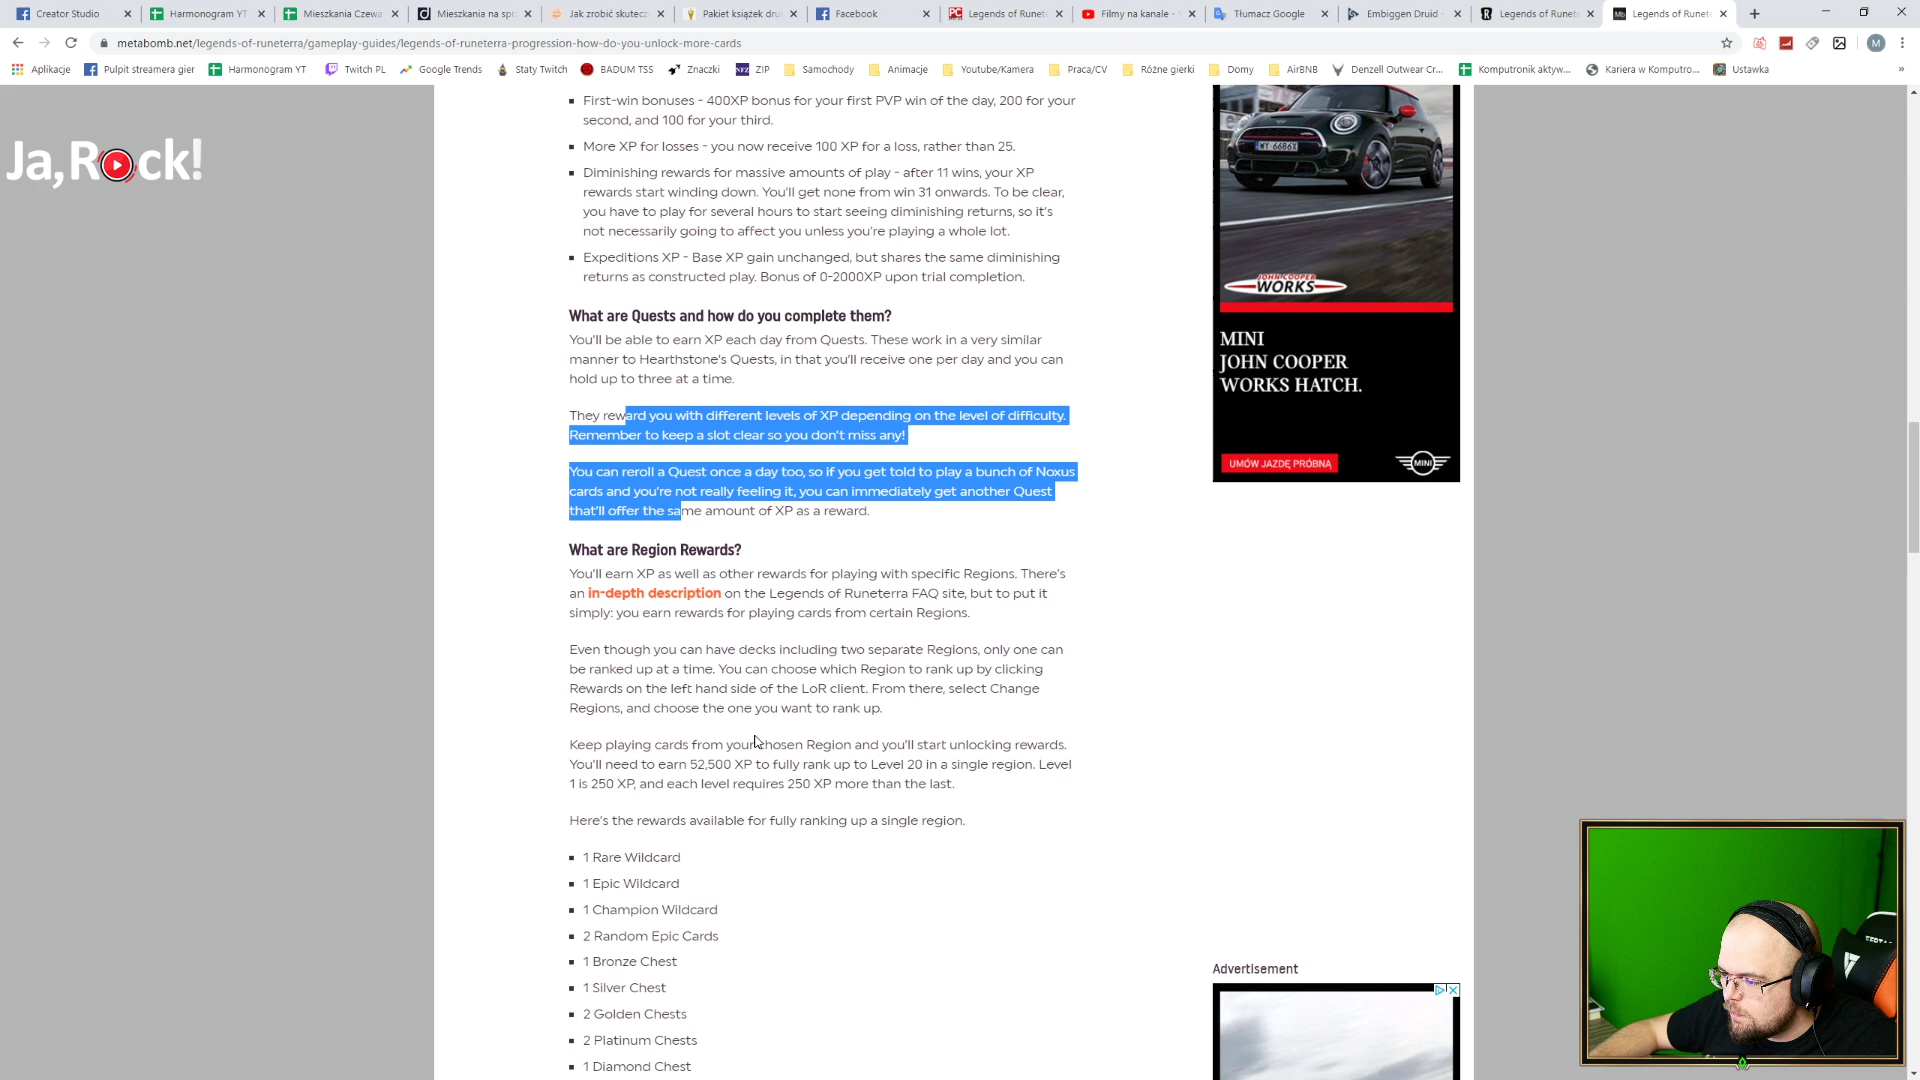 Creator Studio
Harmonogram YT
Mieszkania Czewa
Mieszkania na spr
Jak zrobić skutecz
Pakiet książek dru
Facebook
Legends of Runete
Filmy na kanale - Y
Tłumacz Google
Embiggen Druid -
Legends of Runete
Legends of Runete
metabomb.net/legends-of-runeterra/gameplay-guides/legends-of-runeterra-progression-how-do-you-unlock-more-cards
Aplikacje
Pulpit streamera gier
Harmonogram YT
Twitch PL
Google Trends
Staty Twitch
BADUM TSS
Znaczki
ZIP
Samochody
Animacje
Youtube/Kamera
Praca/CV
Różne gierki
Domy
AirBNB
Denzell Outwear Cr...
Komputronik aktyw...
Kariera w Komputro...
Ustawka
Ja, Rock!
First-win bonuses - 400XP bonus for your first PVP win of the day, 200 for your
second, and 100 for your third.
More XP for losses - you now receive 100 XP for a loss, rather than 25.
Diminishing rewards for massive amounts of play - after 11 wins, your XP
rewards start winding down. You'll get none from win 31 onwards. To be clear,
you have to play for several hours to start seeing diminishing returns, so it's
not necessarily going to affect you unless you're playing a whole lot.
Expeditions XP - Base XP gain unchanged, but shares the same diminishing
returns as constructed play. Bonus of 0-2000XP upon trial completion.
What are Quests and how do you complete them?
You'll be able to earn XP each day from Quests. These work in a very similar
manner to Hearthstone's Quests, in that you'll receive one per day and you can
hold up to three at a time.
They reward you with different levels of XP depending on the level of difficulty.
Remember to keep a slot clear so you don't miss any!
You can reroll a Quest once a day too, so if you get told to play a bunch of Noxus
cards and you're not really feeling it, you can immediately get another Quest
that'll offer the same amount of XP as a reward.
What are Region Rewards?
You'll earn XP as well as other rewards for playing with specific Regions. There's
an in-depth description on the Legends of Runeterra FAQ site, but to put it
simply: you earn rewards for playing cards from certain Regions.
Even though you can have decks including two separate Regions, only one can
be ranked up at a time. You can choose which Region to rank up by clicking
Rewards on the left hand side of the LoR client. From there, select Change
Regions, and choose the one you want to rank up.
Keep playing cards from your chosen Region and you'll start unlocking rewards.
You'll need to earn 52,500 XP to fully rank up to Level 20 in a single region. Level
1 is 250 XP, and each level requires 250 XP more than the last.
Here's the rewards available for fully ranking up a single region.
1 Rare Wildcard
1 Epic Wildcard
1 Champion Wildcard
2 Random Epic Cards
1 Bronze Chest
1 Silver Chest
2 Golden Chests
2 Platinum Chests
1 Diamond Chest
WY 6686X
JOHN COOPER
WORKS
MINI
JOHN COOPER
WORKS HATCH.
UMÓW JAZDĘ PRÓBNĄ
MINI
Advertisement